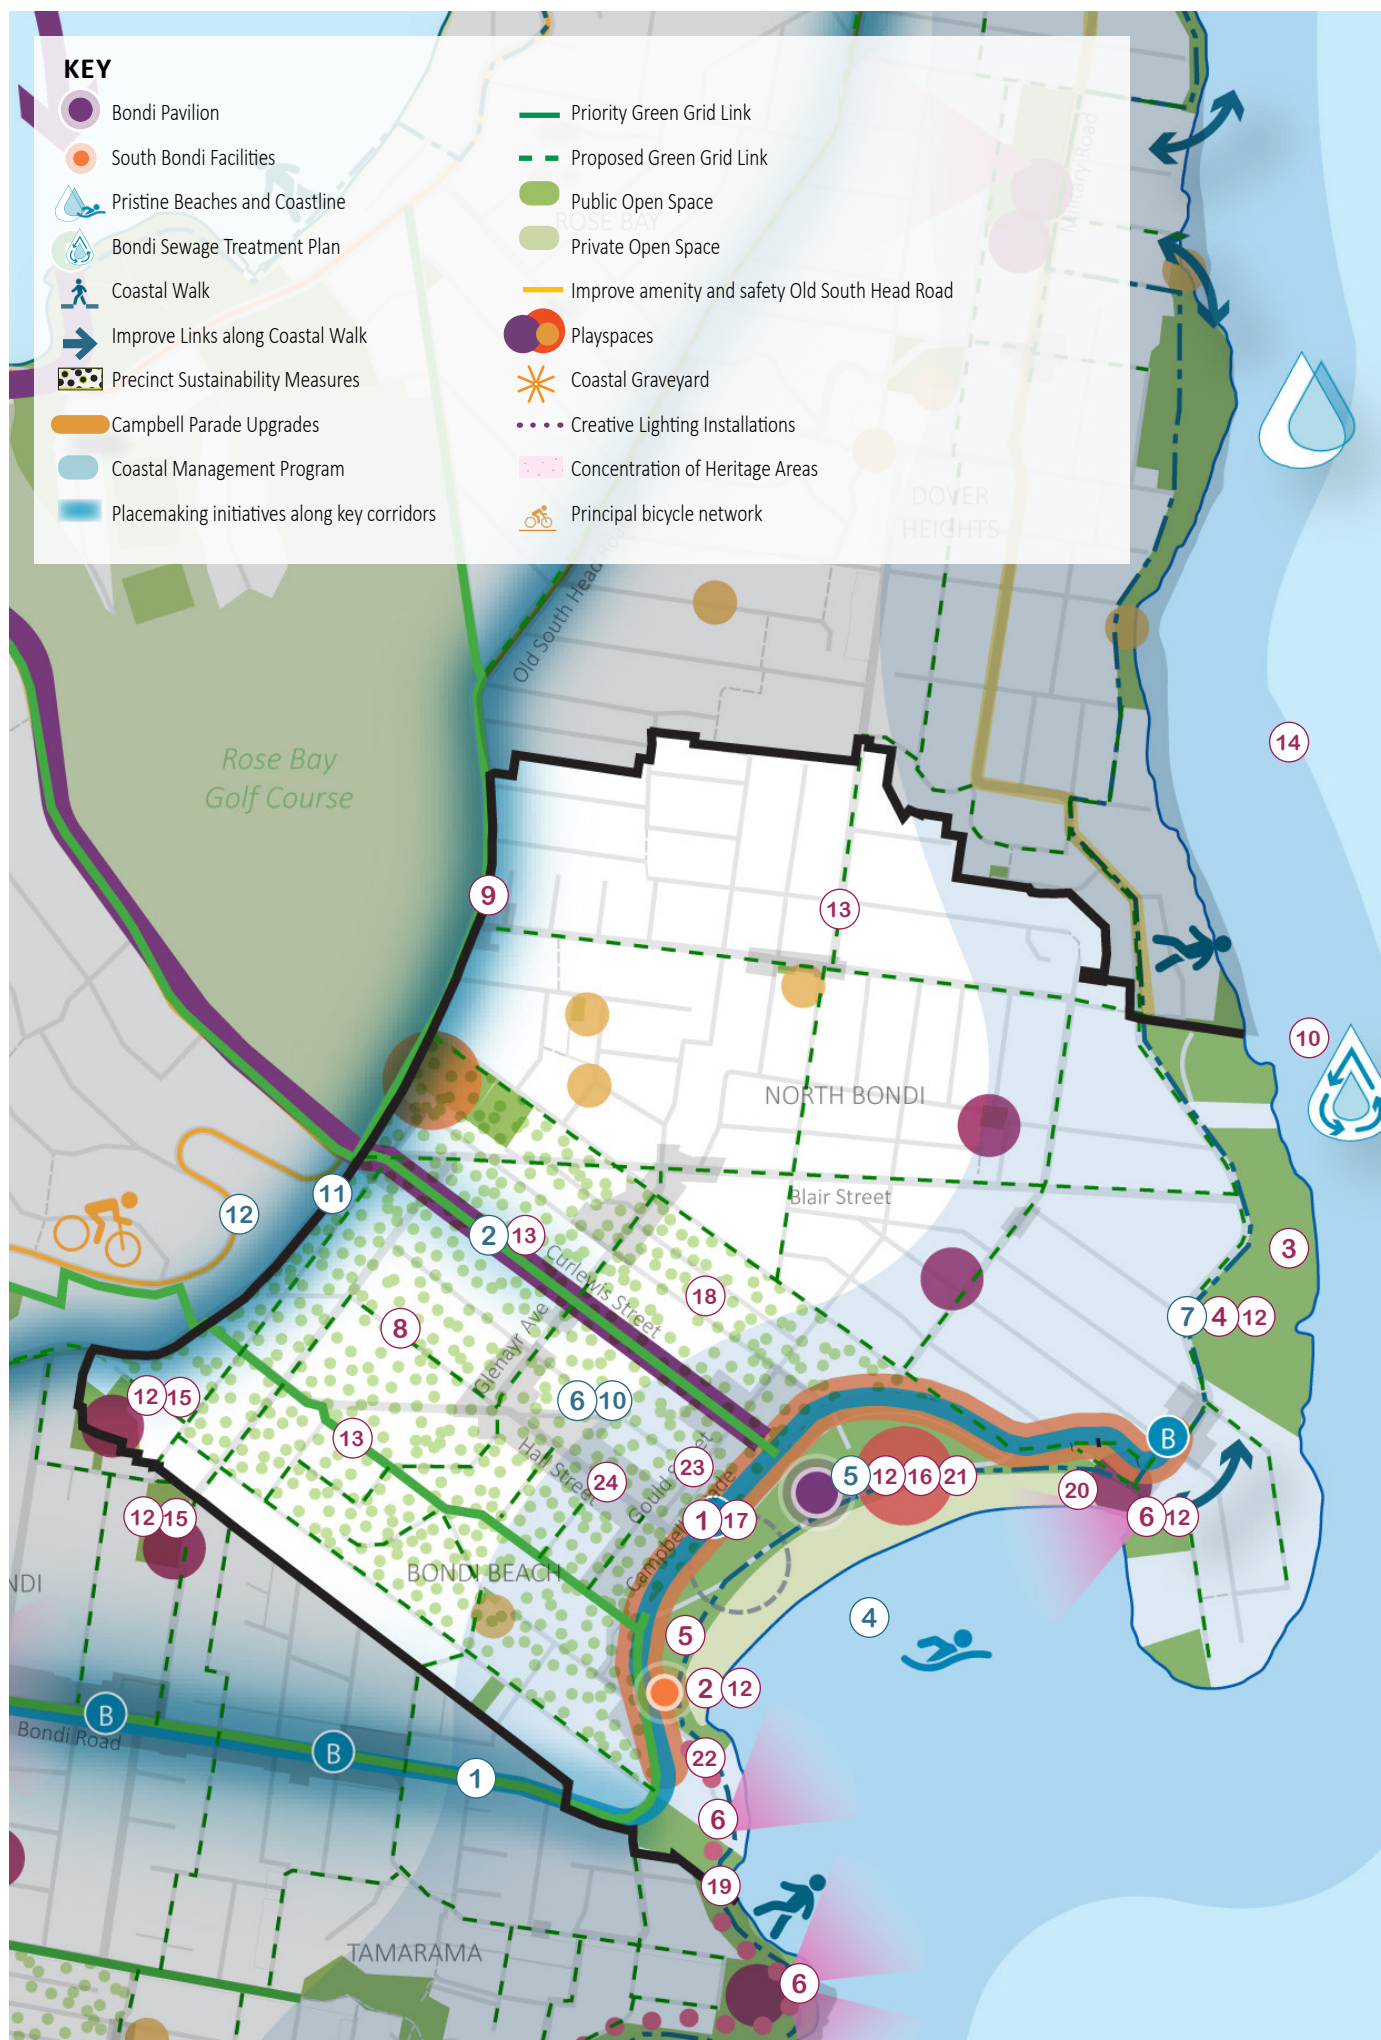 KEY
Bondi Pavilion
South Bondi Facilities
Pristine Beaches and Coastline
Bondi Sewage Treatment Plan
Coastal Walk
Improve Links along Coastal Walk
Precinct Sustainability Measures
Campbell Parade Upgrades
Coastal Management Program
Placemaking initiatives along key corridors
Priority Green Grid Link
Proposed Green Grid Link
Public Open Space
Private Open Space
Improve amenity and safety Old South Head Road
Playspaces
Coastal Graveyard
Creative Lighting Installations
Concentration of Heritage Areas
Principal bicycle network
ROSE BAY
Military Road
DOVER
HEIGHTS
Old South Head Road
Rose Bay
Golf Course
14
9
13
10
NORTH BONDI
11
12
Blair Street
2 13
Curlewis Street
3
18
7 4 12
8
Glenayr Ave
12 15
6 10
13
Hall Street
Gould Street
23
24
B
5 12 16 21
20
6 12
12 15
1 17
Campbell Parade
BONDI BEACH
NDI
4
5
2 12
B
Bondi Road
B
1
22
6
19
TAMARAMA
6